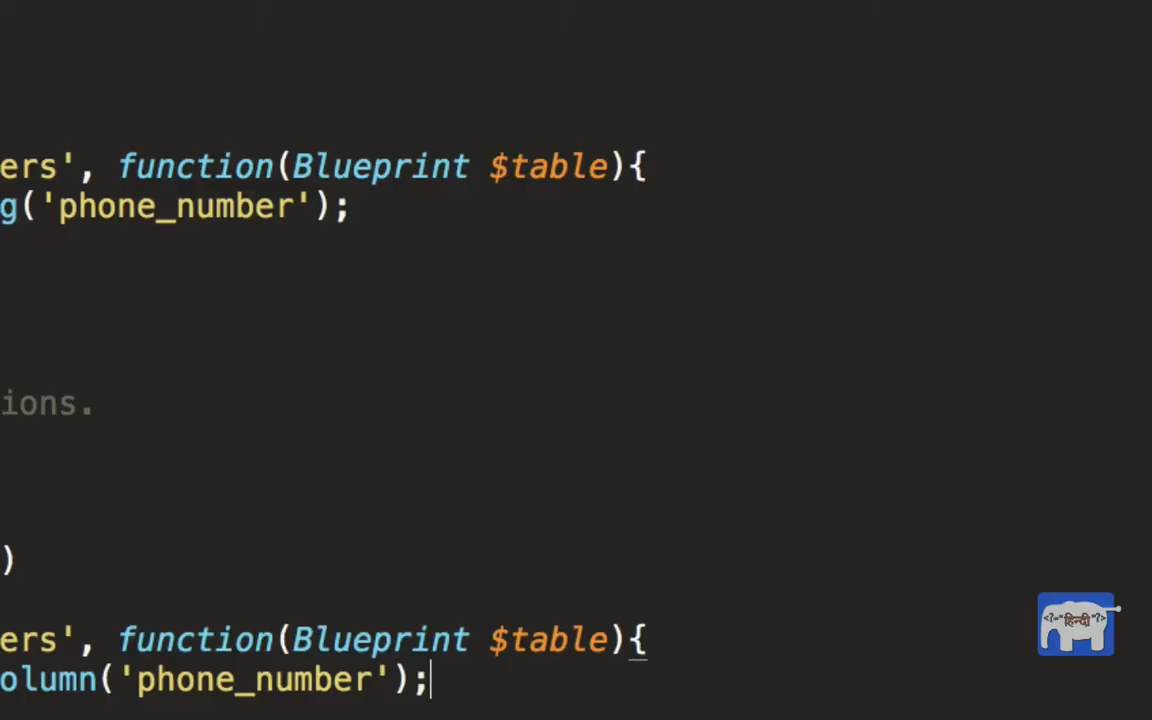 ers', function(Blueprint $table){
g('phone_number');
ions.
)
ers', function(Blueprint $table){
olumn('phone_number');
<?="हिन्दी"?>